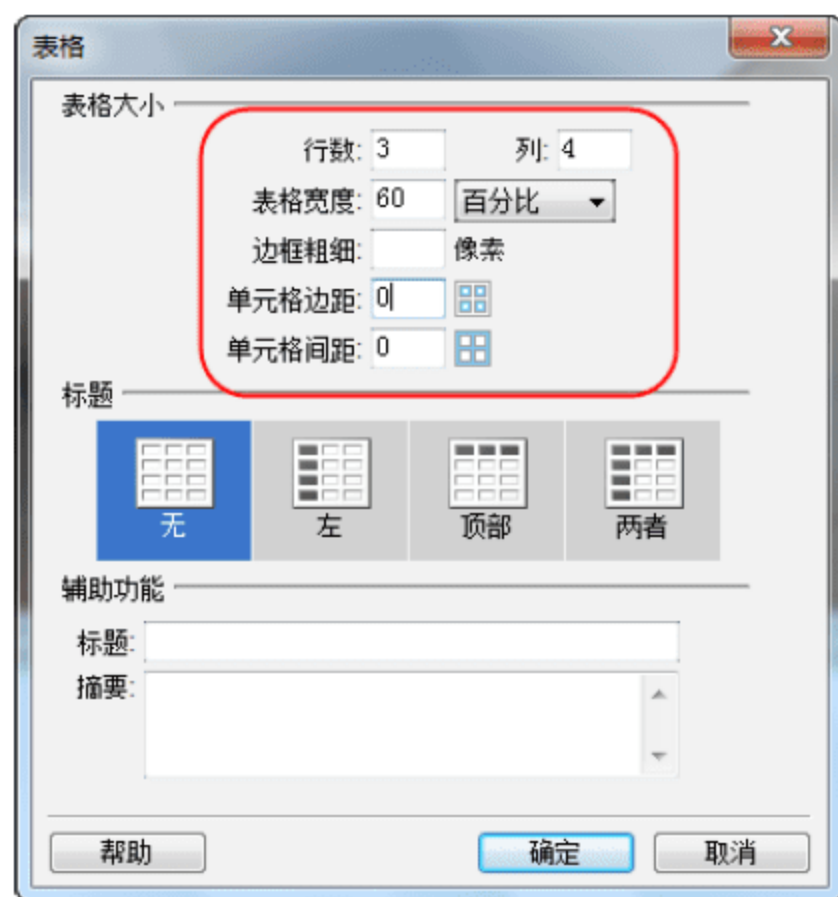 表格
表格大小
行数: 3 列: 4
表格宽度: 60 百分比
边框粗细: 像素
单元格边距: 0
单元格间距: 0
标题
无 左 顶部 两者
辅助功能
标题:
摘要:
帮助 确定 取消